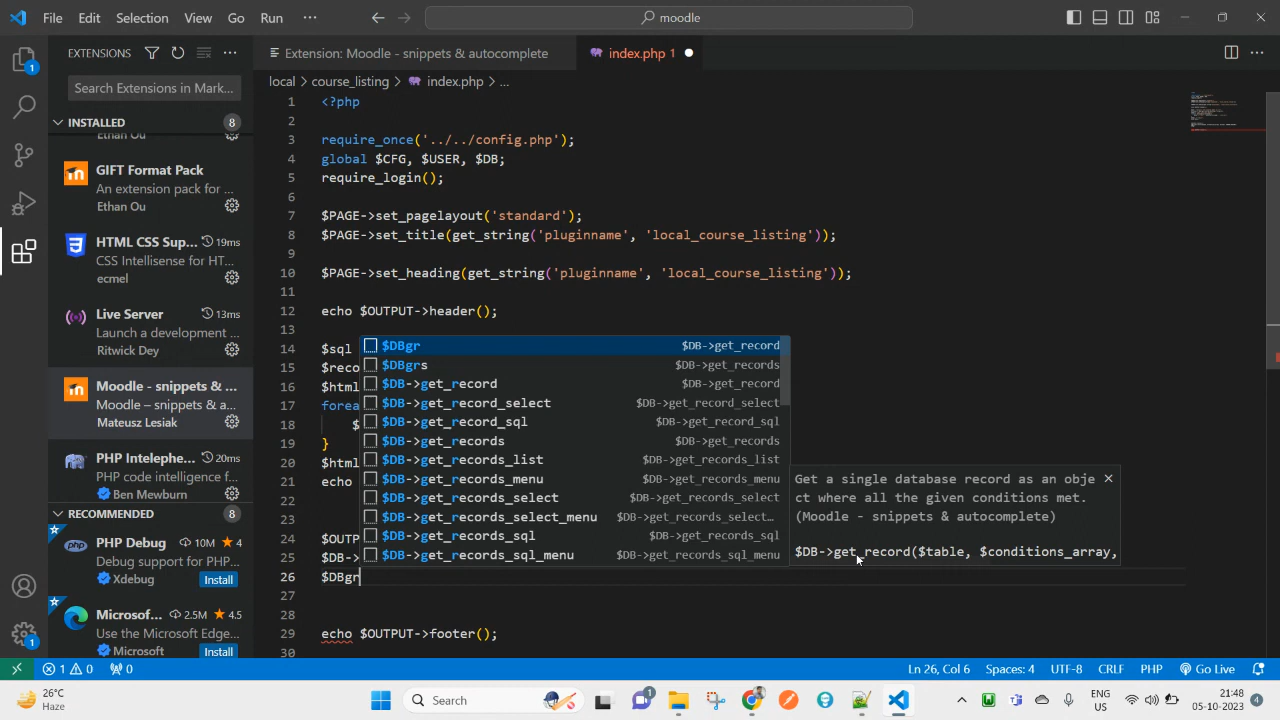 File Edit Selection View Go Run ··· moodle
EXTENSIONS
Search Extensions in Mark...
INSTALLED 8
Ethan Ou
GIFT Format Pack
An extension pack for ...
Ethan Ou
HTML CSS Sup... 19ms
CSS Intellisense for HT...
ecmel
Live Server 13ms
Launch a development ...
Ritwick Dey
Moodle - snippets & ...
Moodle – snippets & a...
Mateusz Lesiak
PHP Intelephe... 20ms
PHP code intelligence f...
Ben Mewburn
RECOMMENDED 8
php
PHP Debug 10M 4
Debug support for PH...
Xdebug Install
Microsof... 2.5M 4.5
Use the Microsoft Edge...
Microsoft Install
1
1
Extension: Moodle - snippets & autocomplete index.php 1
local > course_listing > index.php > ...
1 <?php
2
3 require_once('../../config.php');
4 global $CFG, $USER, $DB;
5 require_login();
6
7 $PAGE->set_pagelayout('standard');
8 $PAGE->set_title(get_string('pluginname', 'local_course_listing'));
9
10 $PAGE->set_heading(get_string('pluginname', 'local_course_listing'));
11
12 echo $OUTPUT->header();
13
14 $sql
15 $reco
16 $html
17 forea
18 $
19 }
20 $html
21 echo
22
23
24 $OUT
25 $DB->
26 $DBgr
27
28
29 echo $OUTPUT->footer();
30
$DBgr $DB->get_record
$DBgrs $DB->get_records
$DB->get_record $DB->get_record
$DB->get_record_select $DB->get_record_select
$DB->get_record_sql $DB->get_record_sql
$DB->get_records $DB->get_records
$DB->get_records_list $DB->get_records_list
$DB->get_records_menu $DB->get_records_menu
$DB->get_records_select $DB->get_records_select
$DB->get_records_select_menu $DB->get_records_select…
$DB->get_records_sql $DB->get_records_sql
$DB->get_records_sql_menu $DB->get_records_sql_menu
Get a single database record as an obje
ct where all the given conditions met.
(Moodle - snippets & autocomplete)
$DB->get_record($table, $conditions_array,
1 0 0 Ln 26, Col 6 Spaces: 4 UTF-8 CRLF PHP Go Live
26°C
Haze
Search
1
ENG
US
21:48
05-10-2023
4